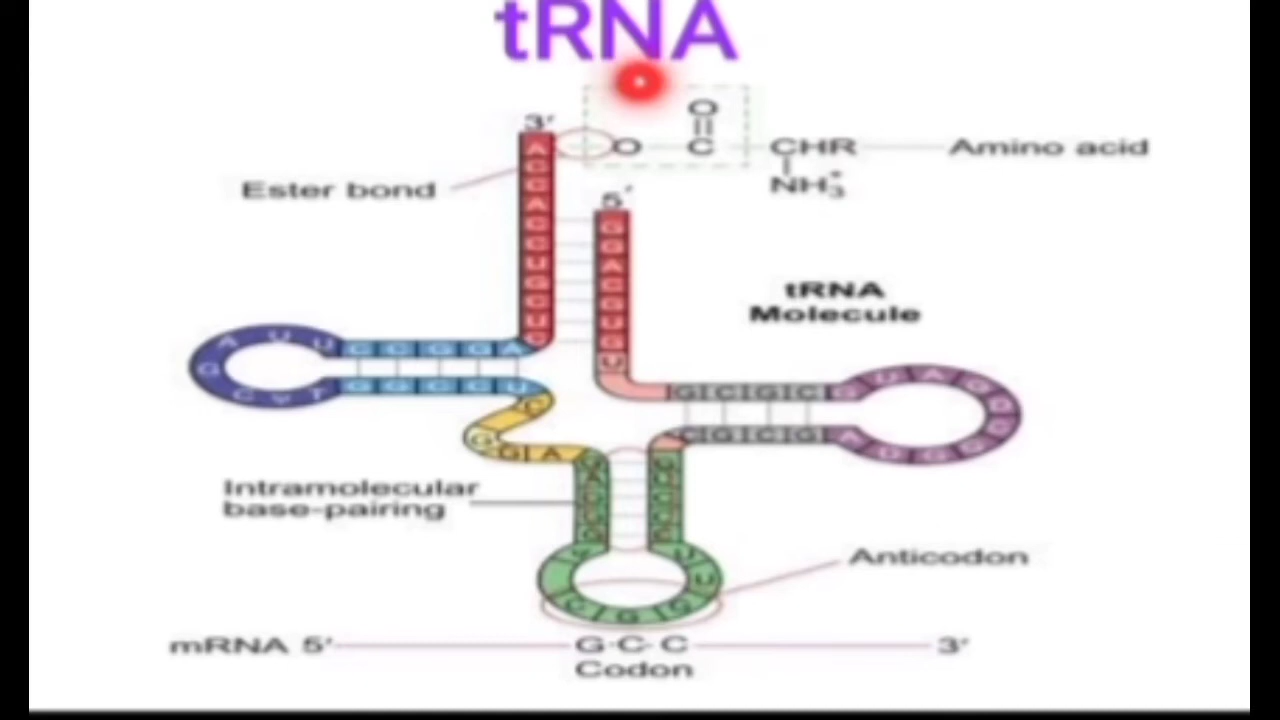 tRNA
3′
O
O
C
CHR
Amino acid
NH₃⁺
Ester bond
5′
A C C A C C U G C U C
G G A C G U G U
tRNA
Molecule
U U A G C Ψ T
C C G G A
G G C C U
G C G C G
C G C G A
C G G A
Intramolecular
base-pairing
Anticodon
U
C G G
mRNA 5′
G·C·C
3′
Codon